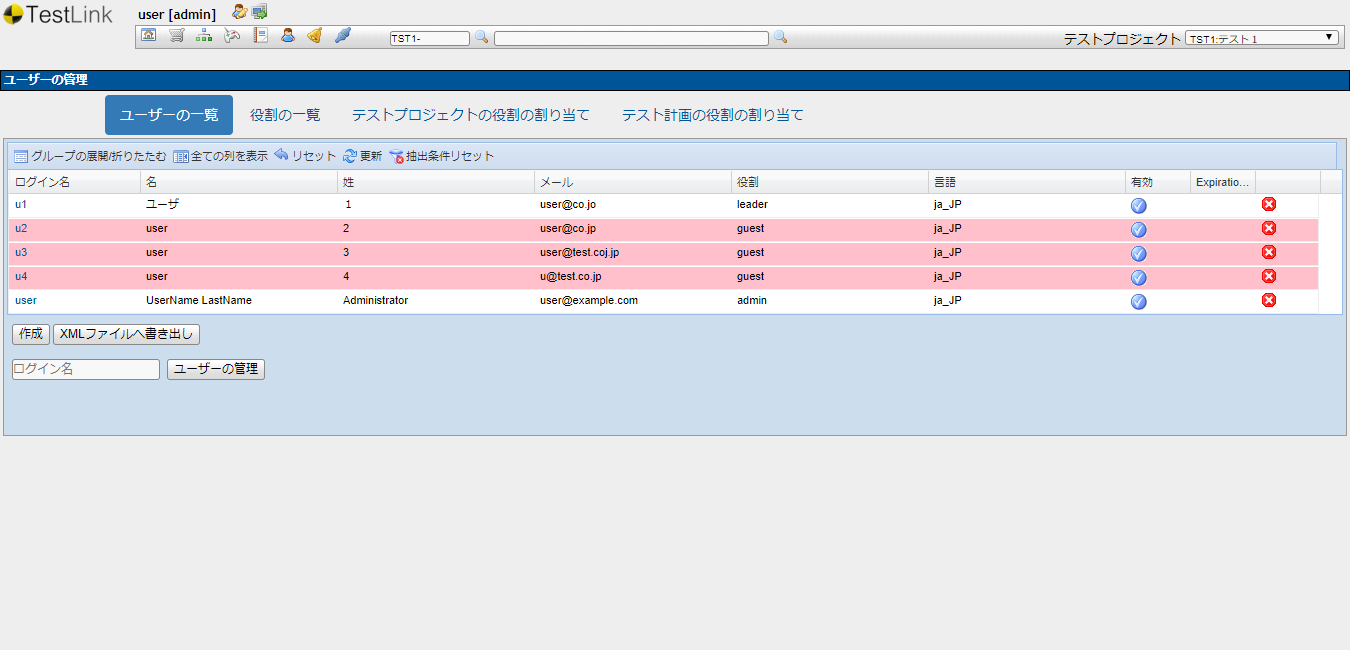 TestLink
user [admin]
TST1-
テストプロジェクト TST1:テスト1
ユーザーの管理
ユーザーの一覧 役割の一覧 テストプロジェクトの役割の割り当て テスト計画の役割の割り当て
グループの展開/折りたたむ 全ての列を表示 リセット 更新 抽出条件リセット
ログイン名 名 姓 メール 役割 言語 有効 Expiratio...
u1 ユーザ 1 user@co.jo leader ja_JP
u2 user 2 user@co.jp guest ja_JP
u3 user 3 user@test.coj.jp guest ja_JP
u4 user 4 u@test.co.jp guest ja_JP
user UserName LastName Administrator user@example.com admin ja_JP
作成 XMLファイルへ書き出し
ログイン名 ユーザーの管理